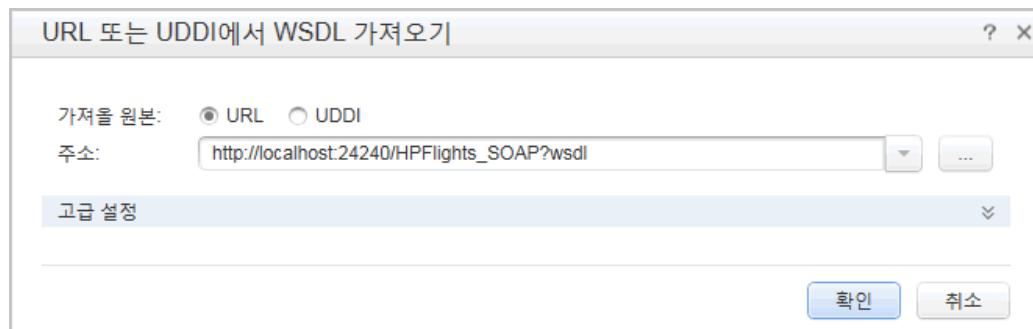 URL 또는 UDDI에서 WSDL 가져오기 ? ×
가져올 원본: URL UDDI
주소: http://localhost:24240/HPFlights_SOAP?wsdl ...
고급 설정
확인 취소